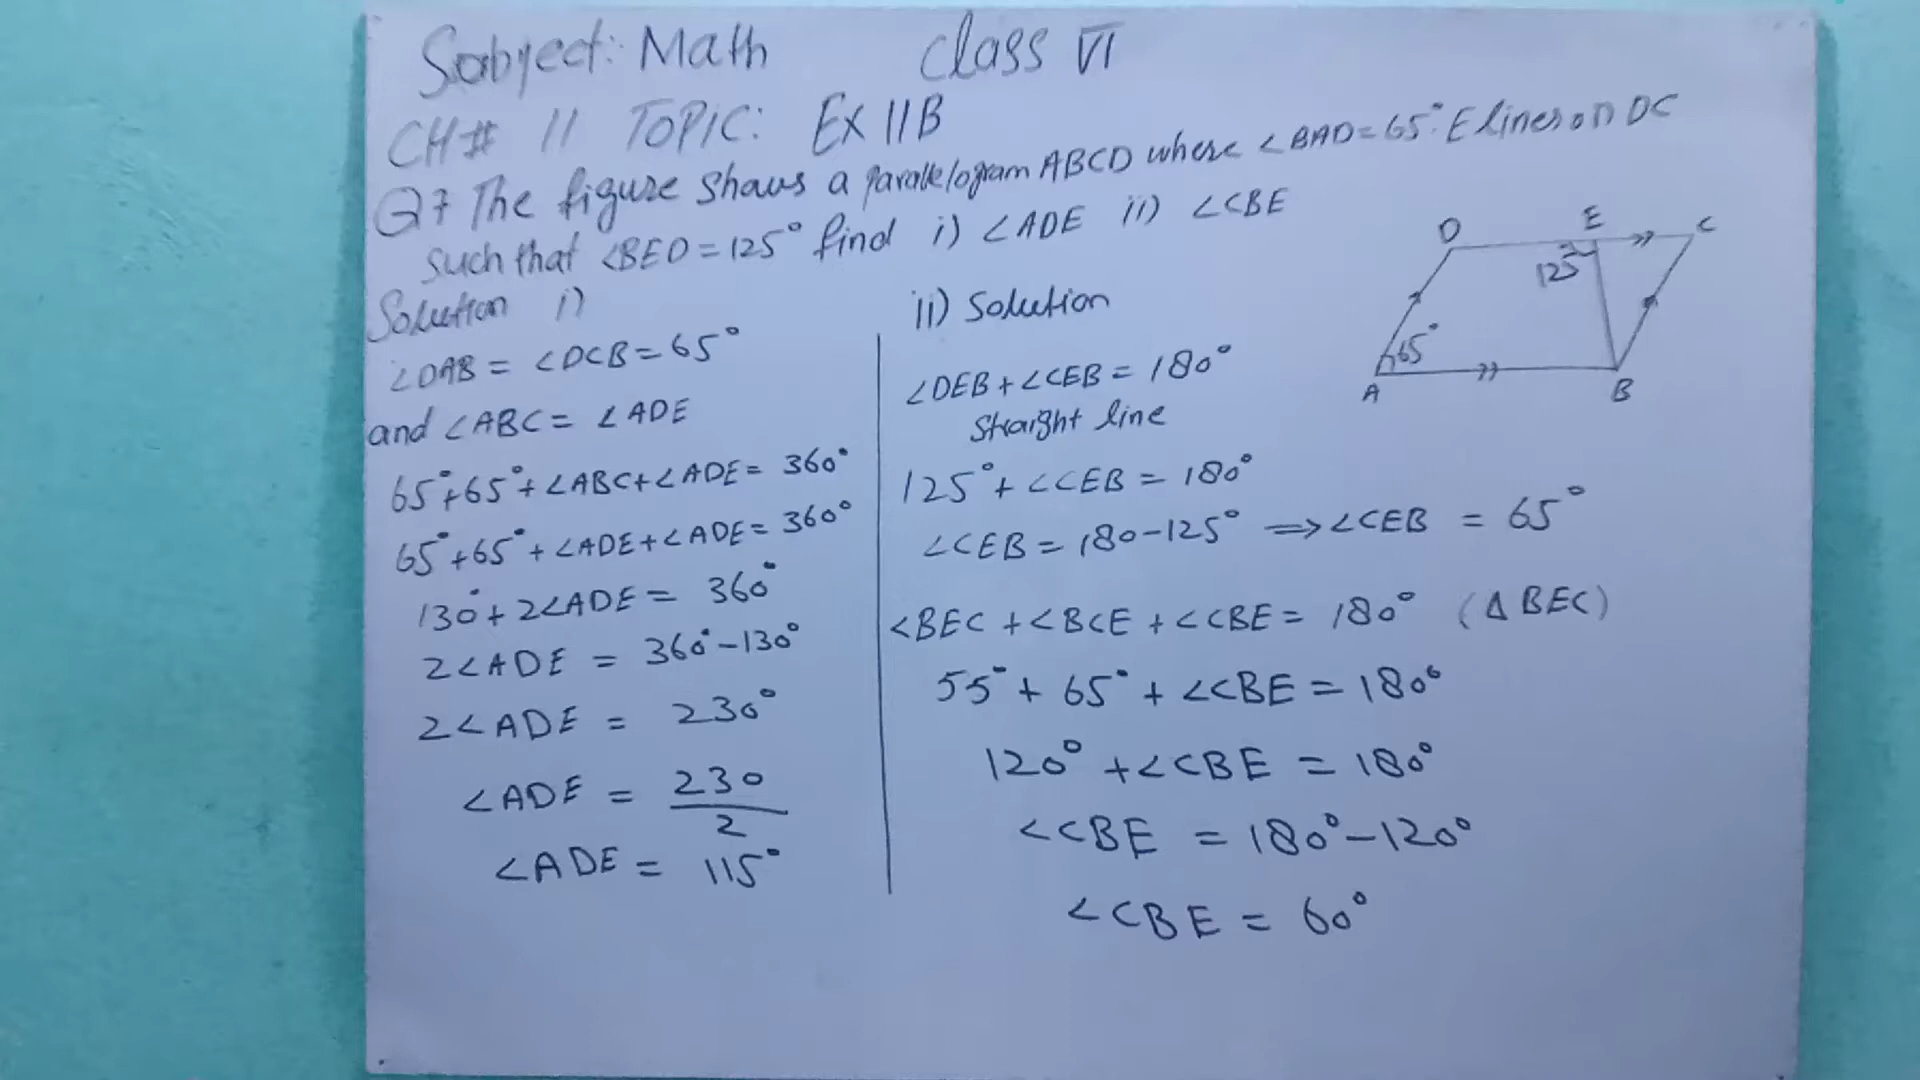 Subject: Math Class VI
CH# 11 TOPIC: EX 11B
Q7 The figure shaws a parallelogram ABCD where <BAD=65° E lines on DC
such that <BED=125° find i) <ADE ii) <CBE
Solution i)
<DAB = <DCB=65°
and <ABC= <ADE
65°+65°+<ABC+<ADE= 360°
65°+65°+<ADE+<ADE= 360°
130°+2<ADE= 360°
2<ADE = 360°-130°
2<ADE = 230°
<ADE = 230
2
<ADE = 115°
ii) Solution
<DEB+<CEB= 180°
Straight line
125°+<CEB = 180°
<CEB=180-125° ⇒<CEB = 65°
<BEC+<BCE+<CBE= 180° (Δ BEC)
55°+ 65°+<CBE=180°
120° +<CBE = 180°
<CBE = 180°-120°
<CBE = 60°
D E C
125°
65°
A B